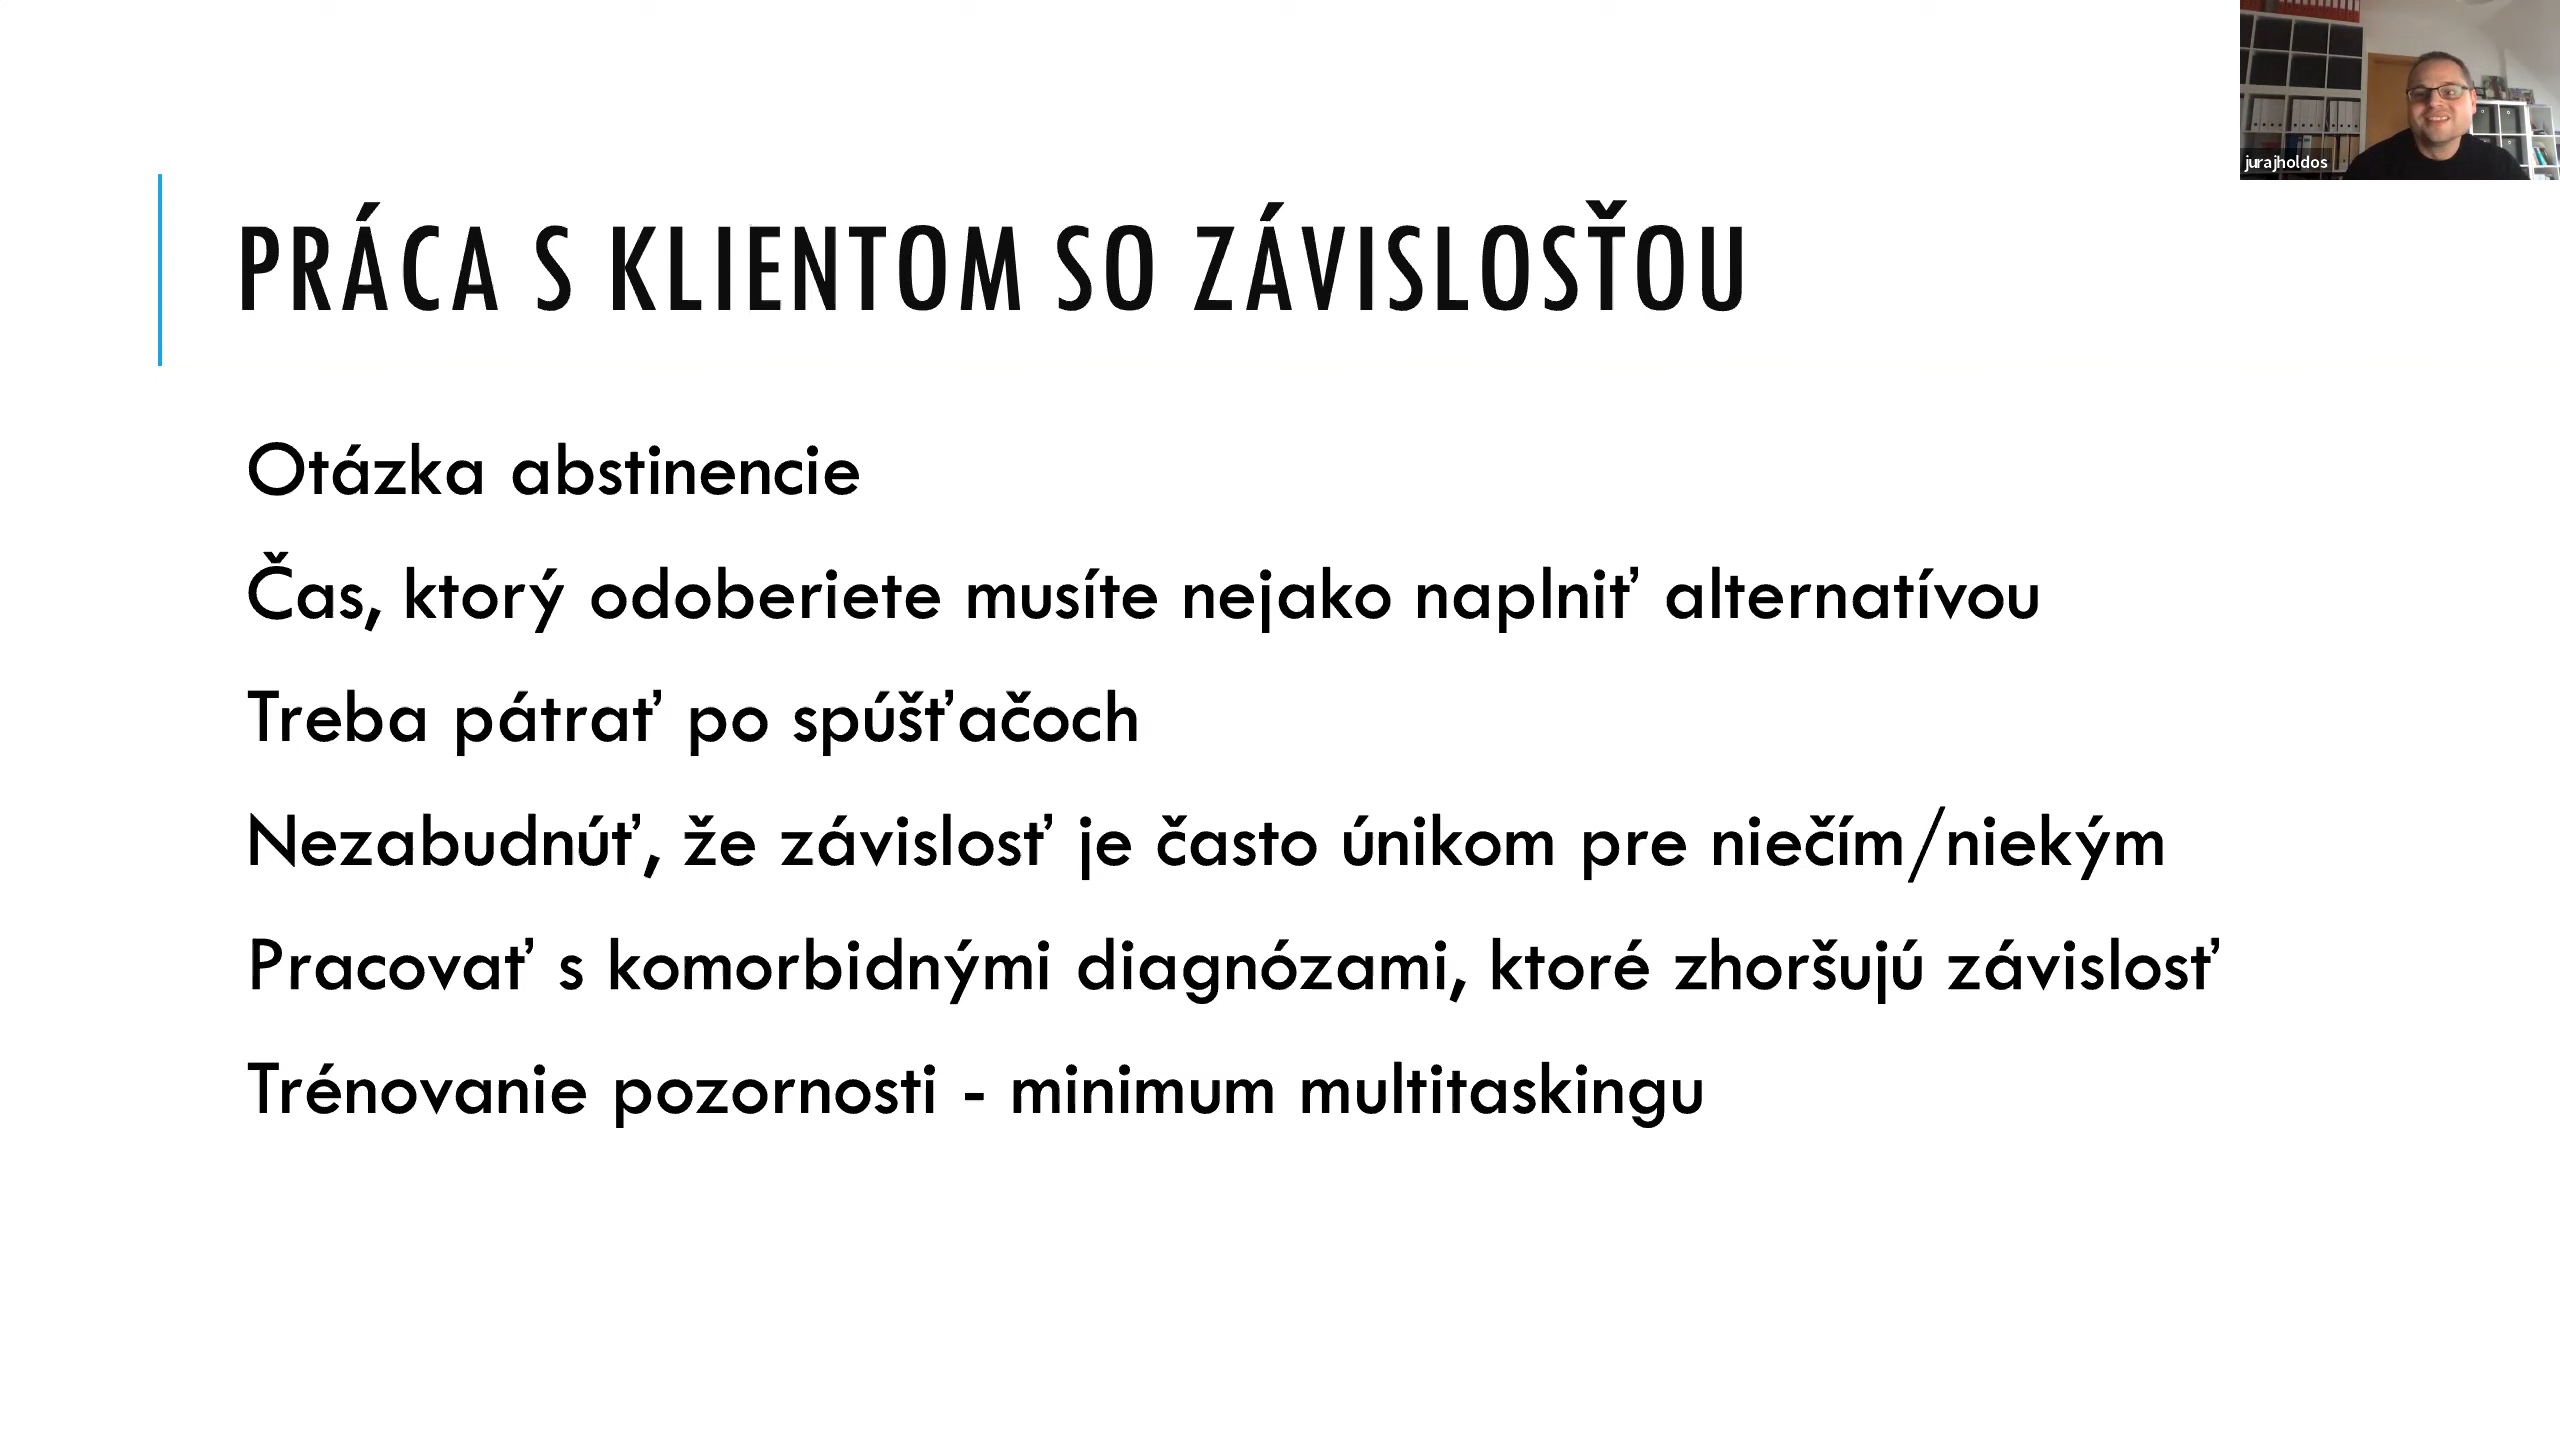 jurajholdos
PRÁCA S KLIENTOM SO ZÁVISLOSŤOU
Otázka abstinencie
Čas, ktorý odoberiete musíte nejako naplniť alternatívou
Treba pátrať po spúšťačoch
Nezabudnúť, že závislosť je často únikom pre niečím/niekým
Pracovať s komorbidnými diagnózami, ktoré zhoršujú závislosť
Trénovanie pozornosti - minimum multitaskingu